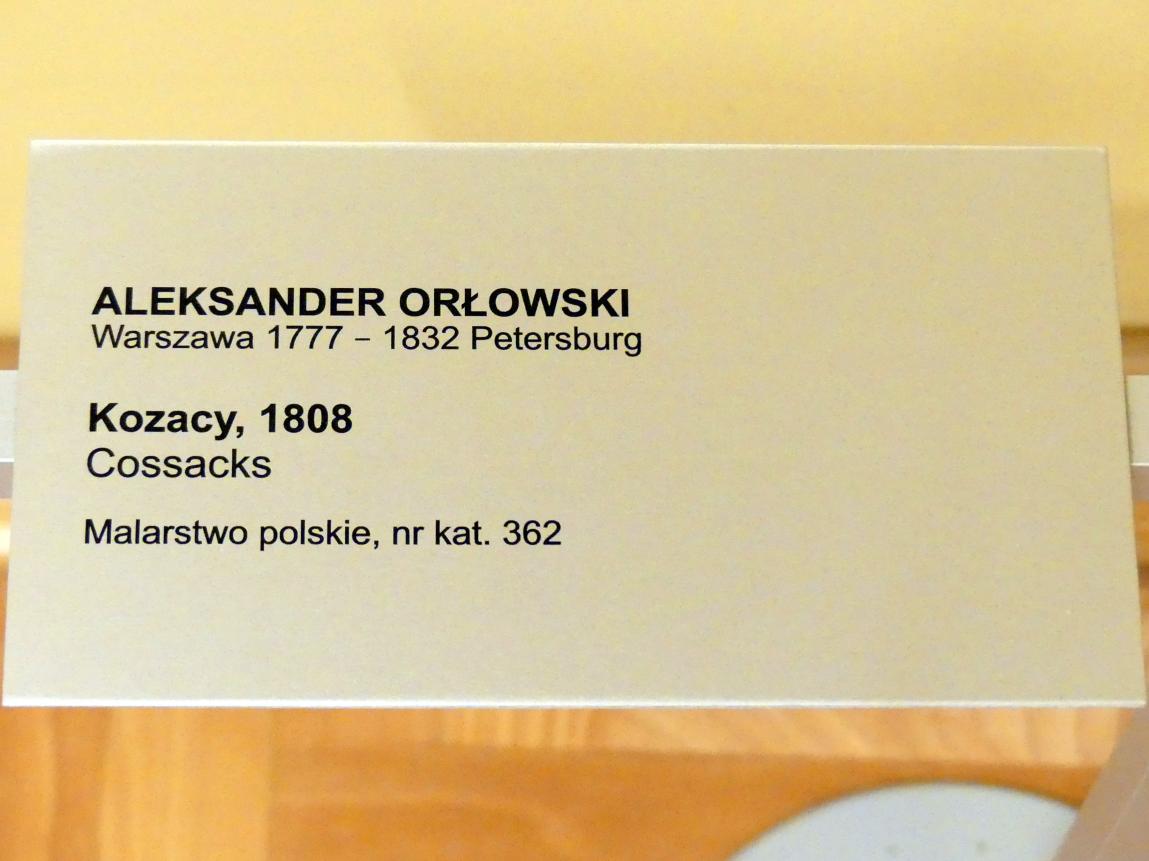 ALEKSANDER ORŁOWSKI
Warszawa 1777 – 1832 Petersburg
Kozacy, 1808
Cossacks
Malarstwo polskie, nr kat. 362